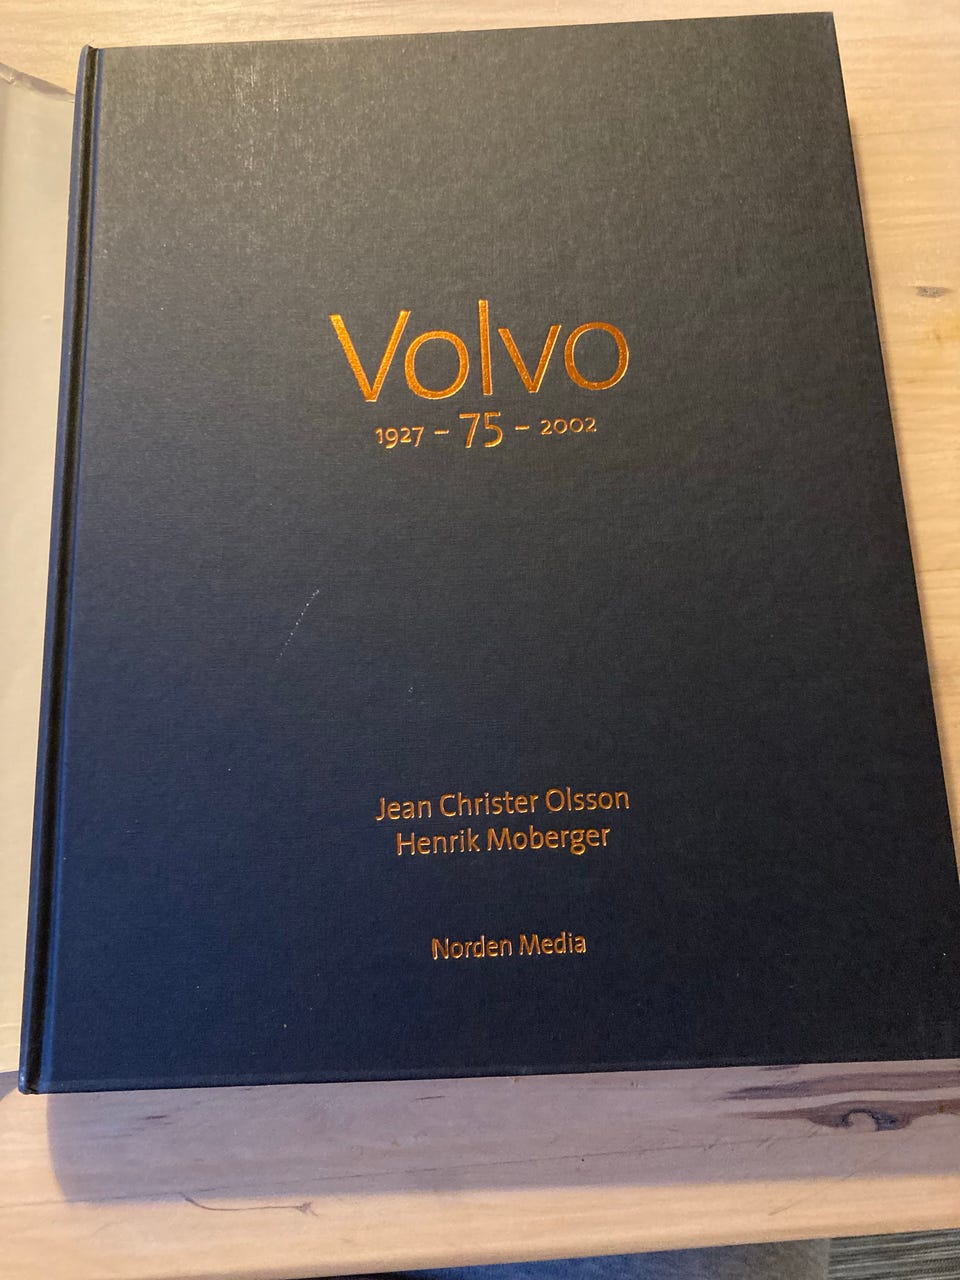 Volvo
1927 – 75 – 2002
Jean Christer Olsson
Henrik Moberger
Norden Media